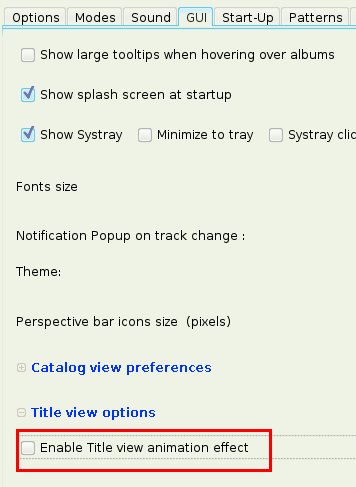 Options Modes Sound GUI Start-Up Patterns
Show large tooltips when hovering over albums
Show splash screen at startup
Show Systray Minimize to tray Systray clic
Fonts size
Notification Popup on track change :
Theme:
Perspective bar icons size (pixels)
Catalog view preferences
Title view options
Enable Title view animation effect